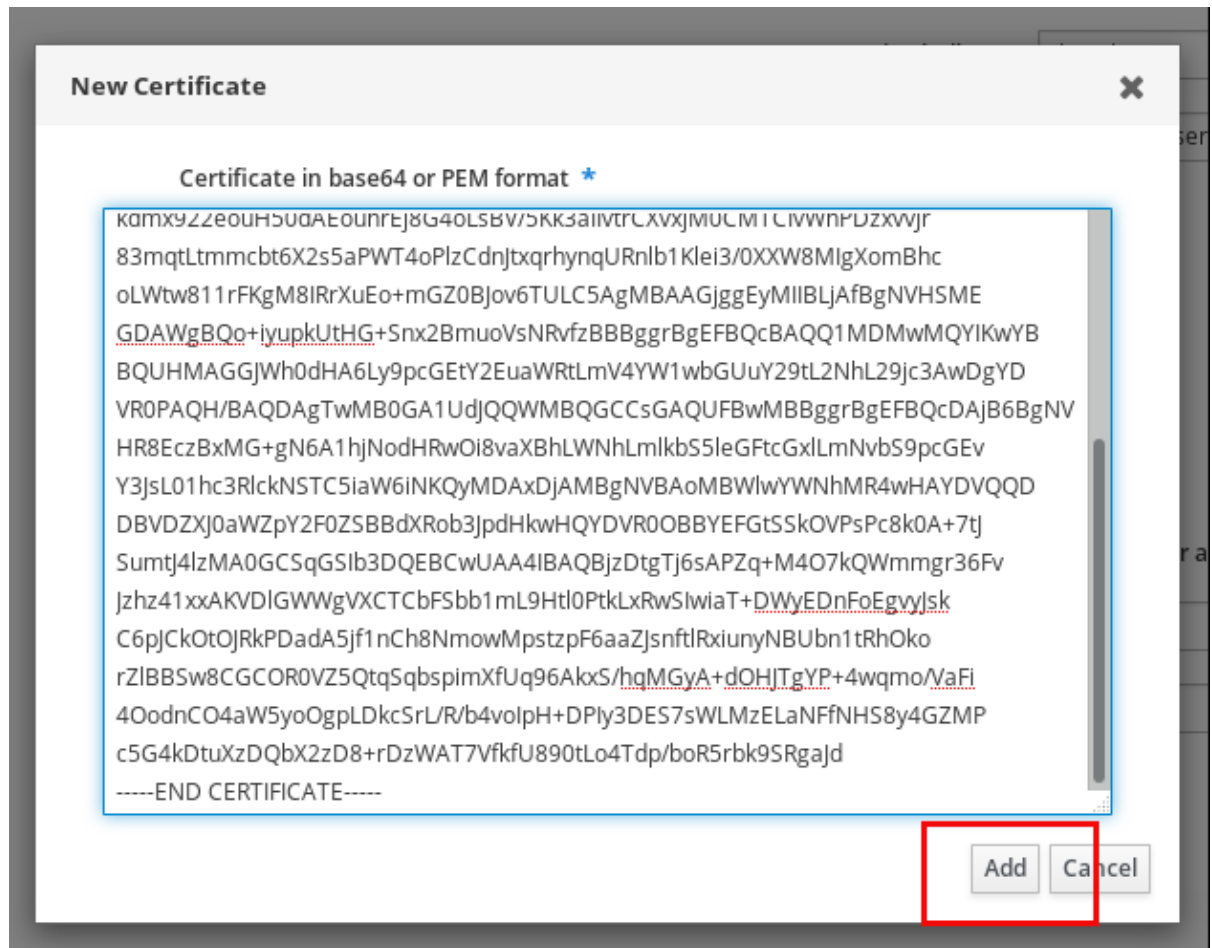 New Certificate
ser
Certificate in base64 or PEM format *
83mqtLtmmcbt6X2s5aPWT4oPlzCdnJtxqrhynqURnlb1Klei3/0XXW8MIgXomBhc
oLWtw811rFKgM8IRrXuEo+mGZ0BJov6TULC5AgMBAAGjggEyMIIBLjAfBgNVHSME
GDAWgBQo+iyupkUtHG+Snx2BmuoVsNRvfzBBBggrBgEFBQcBAQQ1MDMwMQYIKwYB
BQUHMAGGJWh0dHA6Ly9pcGEtY2EuaWRtLmV4YW1wbGUuY29tL2NhL29jc3AwDgYD
VR0PAQH/BAQDAgTwMB0GA1UdJQQWMBQGCCsGAQUFBwMBBggrBgEFBQcDAjB6BgNV
HR8EczBxMG+gN6A1hjNodHRwOi8vaXBhLWNhLmlkbS5leGFtcGxlLmNvbS9pcGEv
Y3JsL01hc3RlckNSTC5iaW6iNKQyMDAxDjAMBgNVBAoMBWlwYWNhMR4wHAYDVQQD
DBVDZXJ0aWZpY2F0ZSBBdXRob3JpdHkwHQYDVR0OBBYEFGtSSkOVPsPc8k0A+7tJ
SumtJ4lzMA0GCSqGSIb3DQEBCwUAA4IBAQBjzDtgTj6sAPZq+M4O7kQWmmgr36Fv
r a
Jzhz41xxAKVDlGWWgVXCTCbFSbb1mL9Htl0PtkLxRwSIwiaT+DWyEDnFoEgvyJsk
C6pJCkOtOJRkPDadA5jf1nCh8NmowMpstzpF6aaZJsnftlRxiunyNBUbn1tRhOko
rZlBBSw8CGCOR0VZ5QtqSqbspimXfUq96AkxS/hqMGyA+dOHJTgYP+4wqmo/VaFi
4OodnCO4aW5yoOgpLDkcSrL/R/b4voIpH+DPIy3DES7sWLMzELaNFfNHS8y4GZMP
c5G4kDtuXzDQbX2zD8+rDzWAT7VfkfU890tLo4Tdp/boR5rbk9SRgaJd
-----END CERTIFICATE-----
Add Cancel